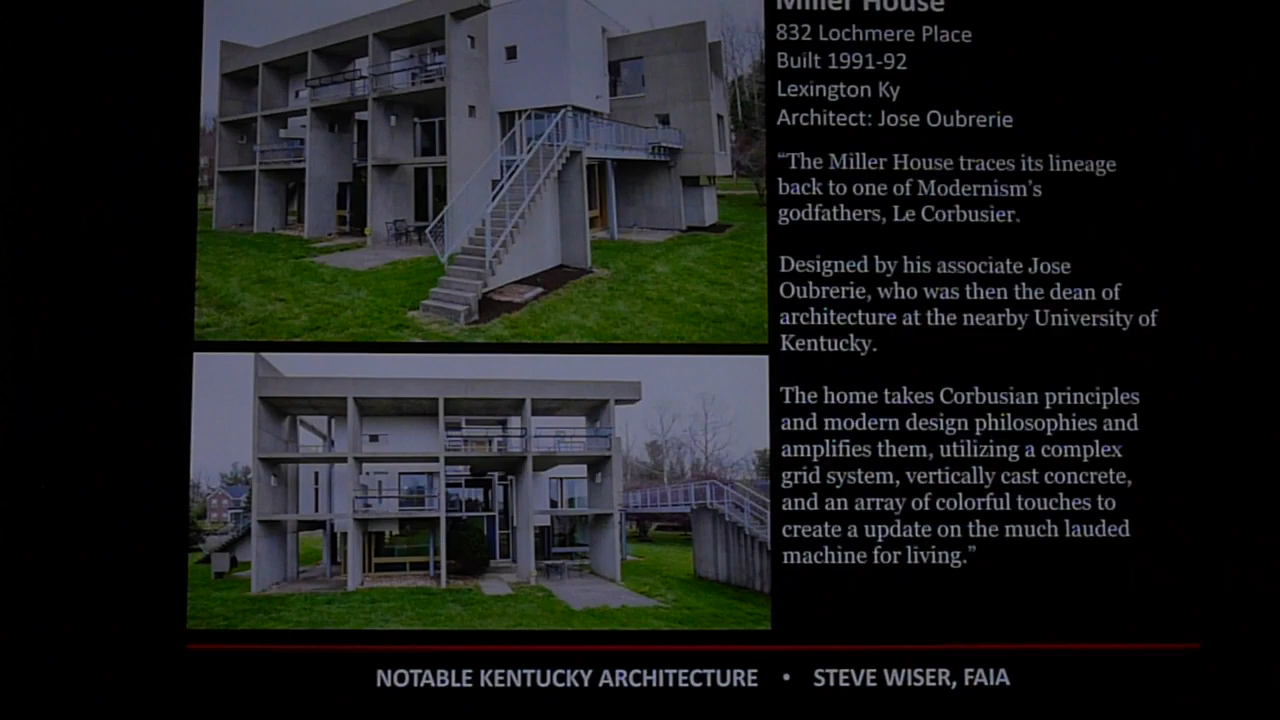 Miller House
832 Lochmere Place
Built 1991-92
Lexington Ky
Architect: Jose Oubrerie
“The Miller House traces its lineage
back to one of Modernism’s
godfathers, Le Corbusier.
Designed by his associate Jose
Oubrerie, who was then the dean of
architecture at the nearby University of
Kentucky.
The home takes Corbusian principles
and modern design philosophies and
amplifies them, utilizing a complex
grid system, vertically cast concrete,
and an array of colorful touches to
create a update on the much lauded
machine for living.”
NOTABLE KENTUCKY ARCHITECTURE • STEVE WISER, FAIA